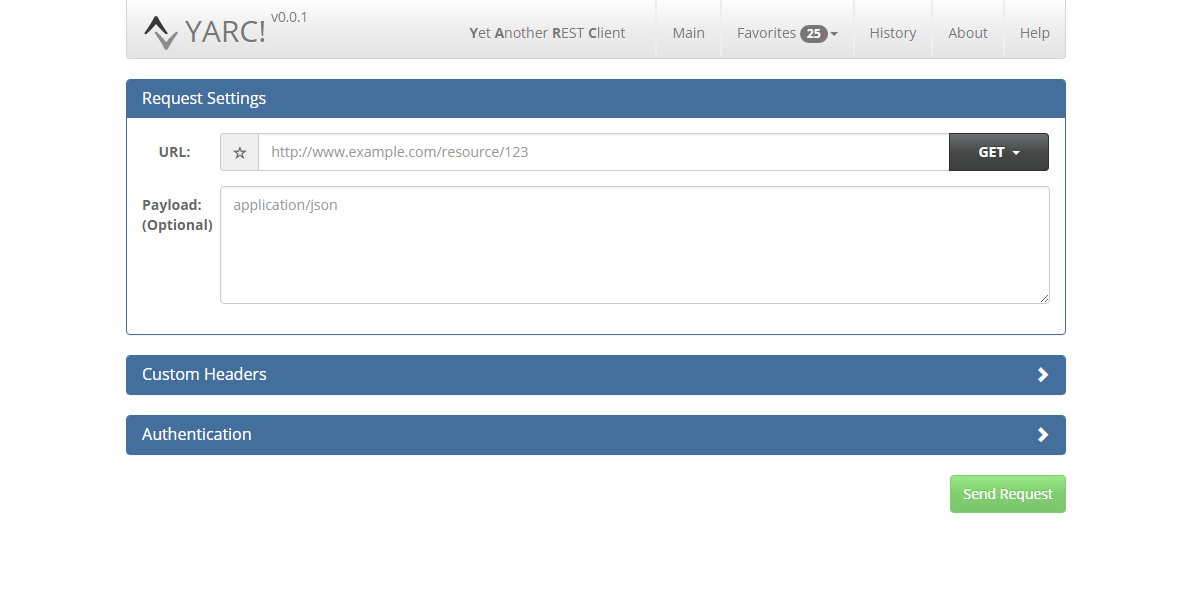 YARC! v0.0.1
Yet Another REST Client
Main
Favorites 25
History
About
Help
Request Settings
URL:
http://www.example.com/resource/123
GET
Payload:
(Optional)
application/json
Custom Headers
Authentication
Send Request